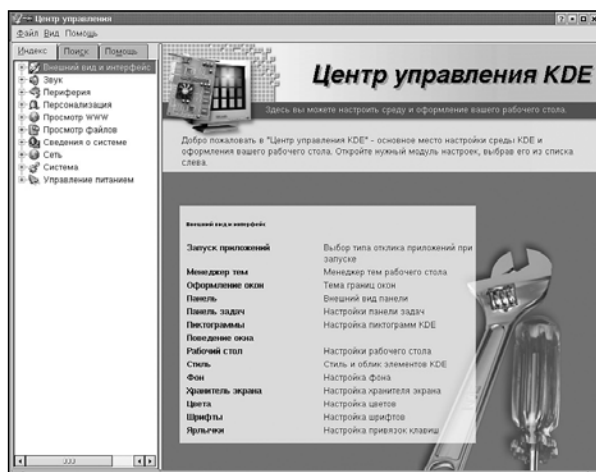 Центр управления
Файл Вид Помощь
Индекс Поиск Помощь
Внешний вид и интерфейс
Звук
Периферия
Персонализация
Просмотр WWW
Просмотр файлов
Сведения о системе
Сеть
Система
Управление питанием
Центр управления KDE
Здесь вы можете настроить среду и оформление вашего рабочего стола.
Добро пожаловать в "Центр управления KDE" - основное место настройки среды KDE и
оформления вашего рабочего стола. Откройте нужный модуль настроек, выбрав его из списка
слева.
Внешний вид и интерфейс
Запуск приложений Выбор типа отклика приложений при
запуске
Менеджер тем Менеджер тем рабочего стола
Оформление окон Тема границ окон
Панель Внешний вид панели
Панель задач Настройки панели задач
Пиктограммы Настройка пиктограмм KDE
Поведение окна
Рабочий стол Настройки рабочего стола
Стиль Стиль и облик элементов KDE
Фон Настройка фона
Хранитель экрана Настройка хранителя экрана
Цвета Настройка цветов
Шрифты Настройка шрифтов
Ярлычки Настройка привязок клавиш